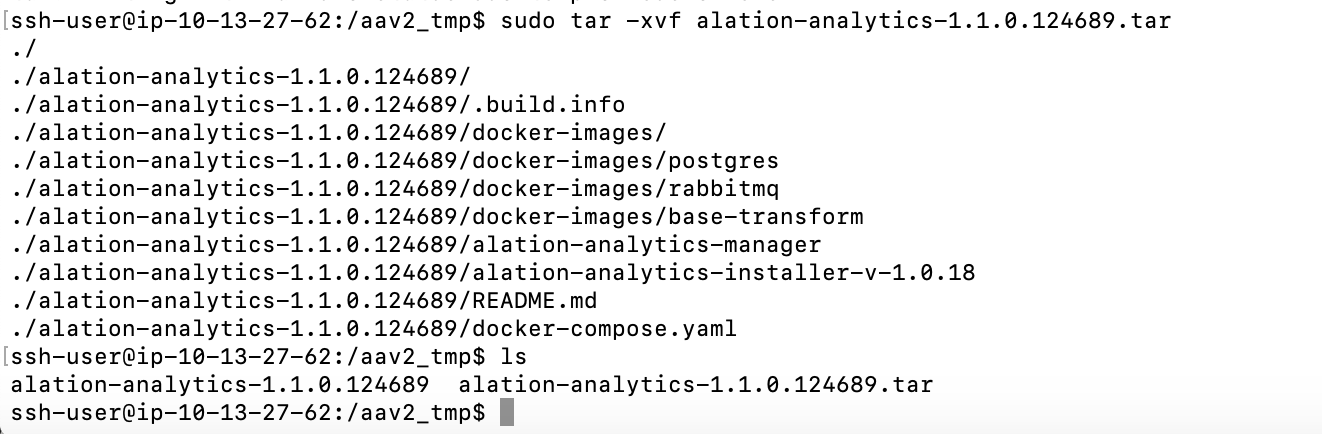 [ssh-user@ip-10-13-27-62:/aav2_tmp$ sudo tar -xvf alation-analytics-1.1.0.124689.tar
./
./alation-analytics-1.1.0.124689/
./alation-analytics-1.1.0.124689/.build.info
./alation-analytics-1.1.0.124689/docker-images/
./alation-analytics-1.1.0.124689/docker-images/postgres
./alation-analytics-1.1.0.124689/docker-images/rabbitmq
./alation-analytics-1.1.0.124689/docker-images/base-transform
./alation-analytics-1.1.0.124689/alation-analytics-manager
./alation-analytics-1.1.0.124689/alation-analytics-installer-v-1.0.18
./alation-analytics-1.1.0.124689/README.md
./alation-analytics-1.1.0.124689/docker-compose.yaml
[ssh-user@ip-10-13-27-62:/aav2_tmp$ ls
alation-analytics-1.1.0.124689  alation-analytics-1.1.0.124689.tar
ssh-user@ip-10-13-27-62:/aav2_tmp$